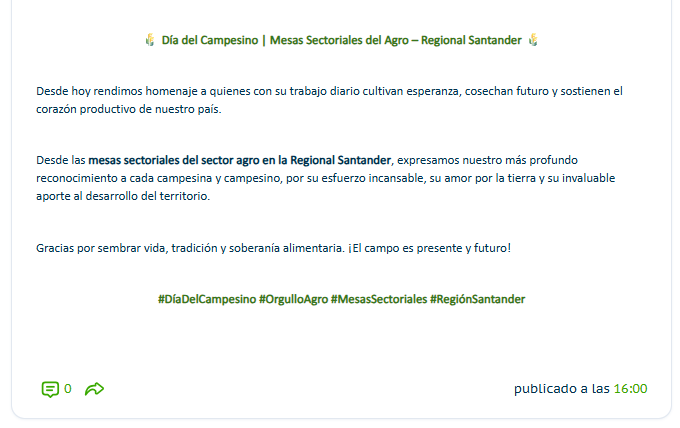 🌾 Día del Campesino | Mesas Sectoriales del Agro – Regional Santander 🌾
Desde hoy rendimos homenaje a quienes con su trabajo diario cultivan esperanza, cosechan futuro y sostienen el
corazón productivo de nuestro país.
Desde las mesas sectoriales del sector agro en la Regional Santander, expresamos nuestro más profundo
reconocimiento a cada campesina y campesino, por su esfuerzo incansable, su amor por la tierra y su invaluable
aporte al desarrollo del territorio.
Gracias por sembrar vida, tradición y soberanía alimentaria. ¡El campo es presente y futuro!
#DíaDelCampesino #OrgulloAgro #MesasSectoriales #RegiónSantander
0 publicado a las 16:00